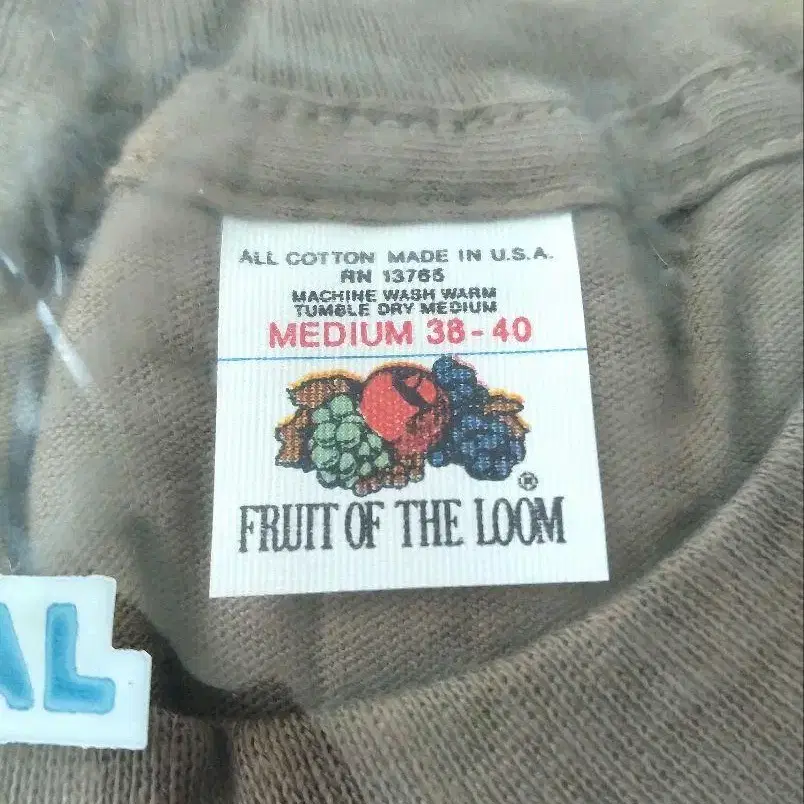 ALL COTTON MADE IN U.S.A.
RN 13765
MACHINE WASH WARM
TUMBLE DRY MEDIUM
MEDIUM 38-40
®
FRUIT OF THE LOOM
AL